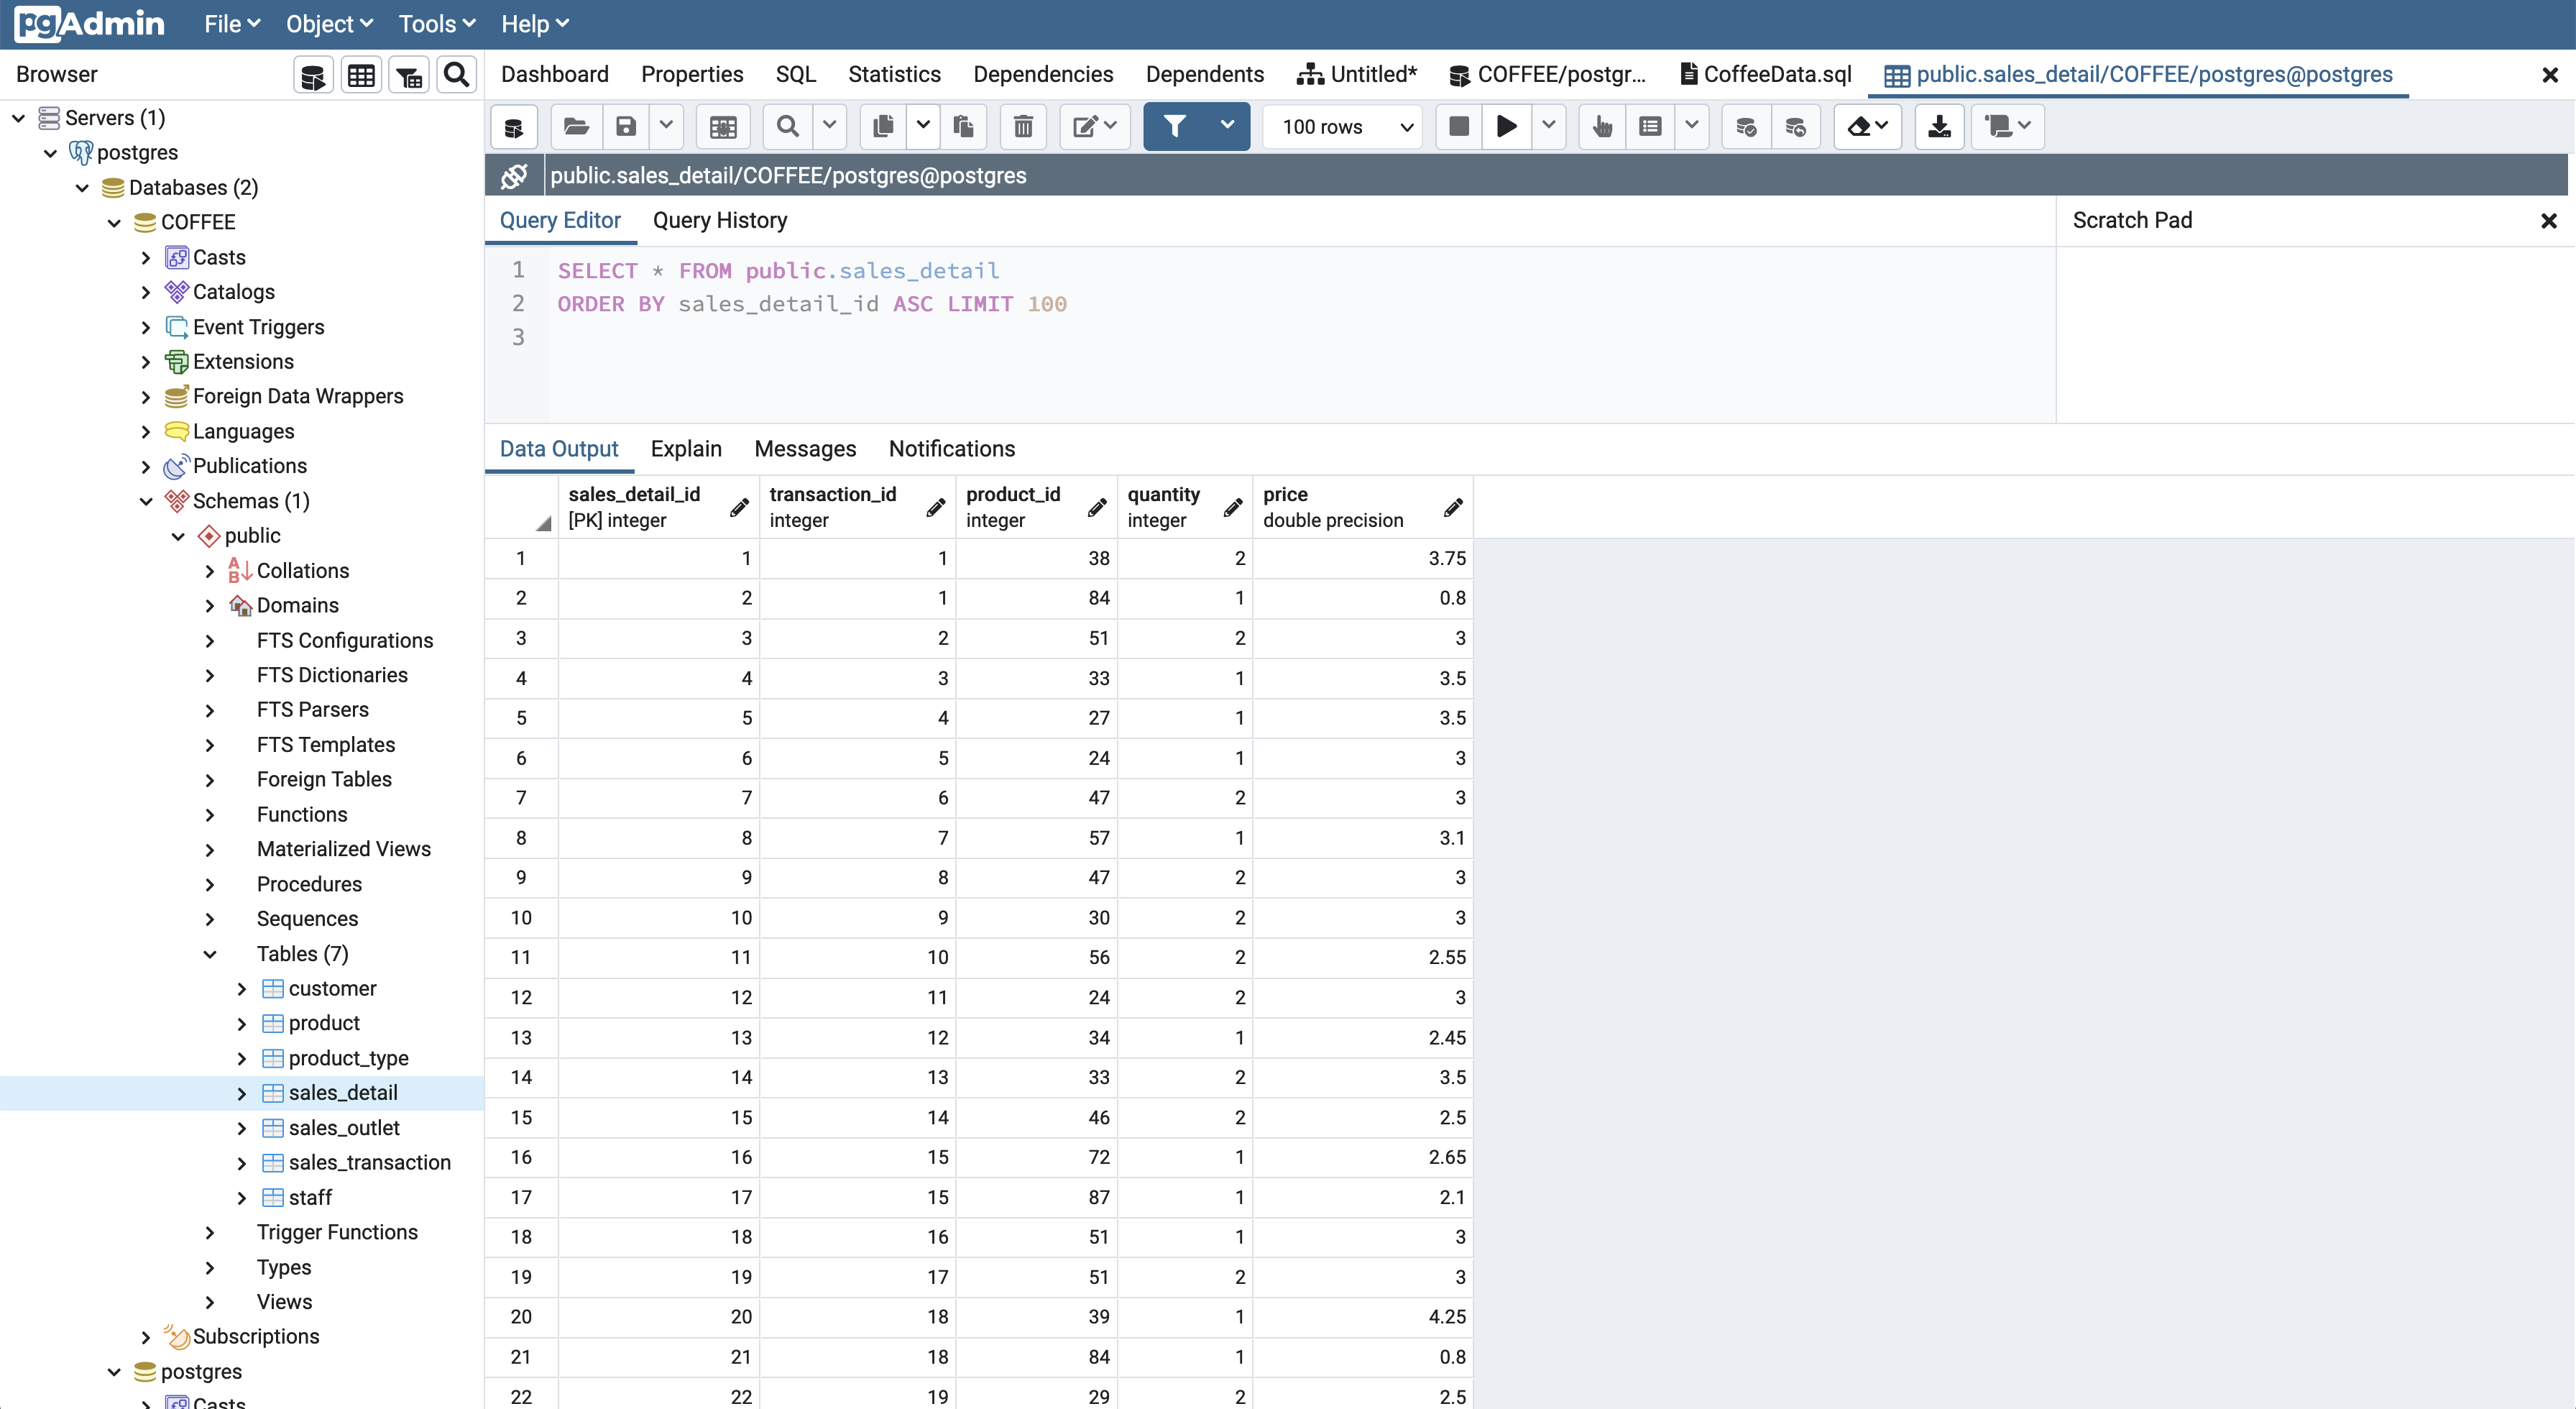 pgAdmin File Object Tools Help
Browser
Dashboard Properties SQL Statistics Dependencies Dependents Untitled* COFFEE/postgr... CoffeeData.sql public.sales_detail/COFFEE/postgres@postgres
100 rows
public.sales_detail/COFFEE/postgres@postgres
Query Editor Query History
Scratch Pad
1 SELECT * FROM public.sales_detail
2 ORDER BY sales_detail_id ASC LIMIT 100
3
Servers (1)
postgres
Databases (2)
COFFEE
Casts
Catalogs
Event Triggers
Extensions
Foreign Data Wrappers
Languages
Publications
Schemas (1)
public
Collations
Domains
FTS Configurations
FTS Dictionaries
FTS Parsers
FTS Templates
Foreign Tables
Functions
Materialized Views
Procedures
Sequences
Tables (7)
customer
product
product_type
sales_detail
sales_outlet
sales_transaction
staff
Trigger Functions
Types
Views
Subscriptions
postgres
Casts
Data Output Explain Messages Notifications
sales_detail_id transaction_id product_id quantity price
[PK] integer integer integer integer double precision
1 1 1 38 2 3.75
2 2 1 84 1 0.8
3 3 2 51 2 3
4 4 3 33 1 3.5
5 5 4 27 1 3.5
6 6 5 24 1 3
7 7 6 47 2 3
8 8 7 57 1 3.1
9 9 8 47 2 3
10 10 9 30 2 3
11 11 10 56 2 2.55
12 12 11 24 2 3
13 13 12 34 1 2.45
14 14 13 33 2 3.5
15 15 14 46 2 2.5
16 16 15 72 1 2.65
17 17 15 87 1 2.1
18 18 16 51 1 3
19 19 17 51 2 3
20 20 18 39 1 4.25
21 21 18 84 1 0.8
22 22 19 29 2 2.5